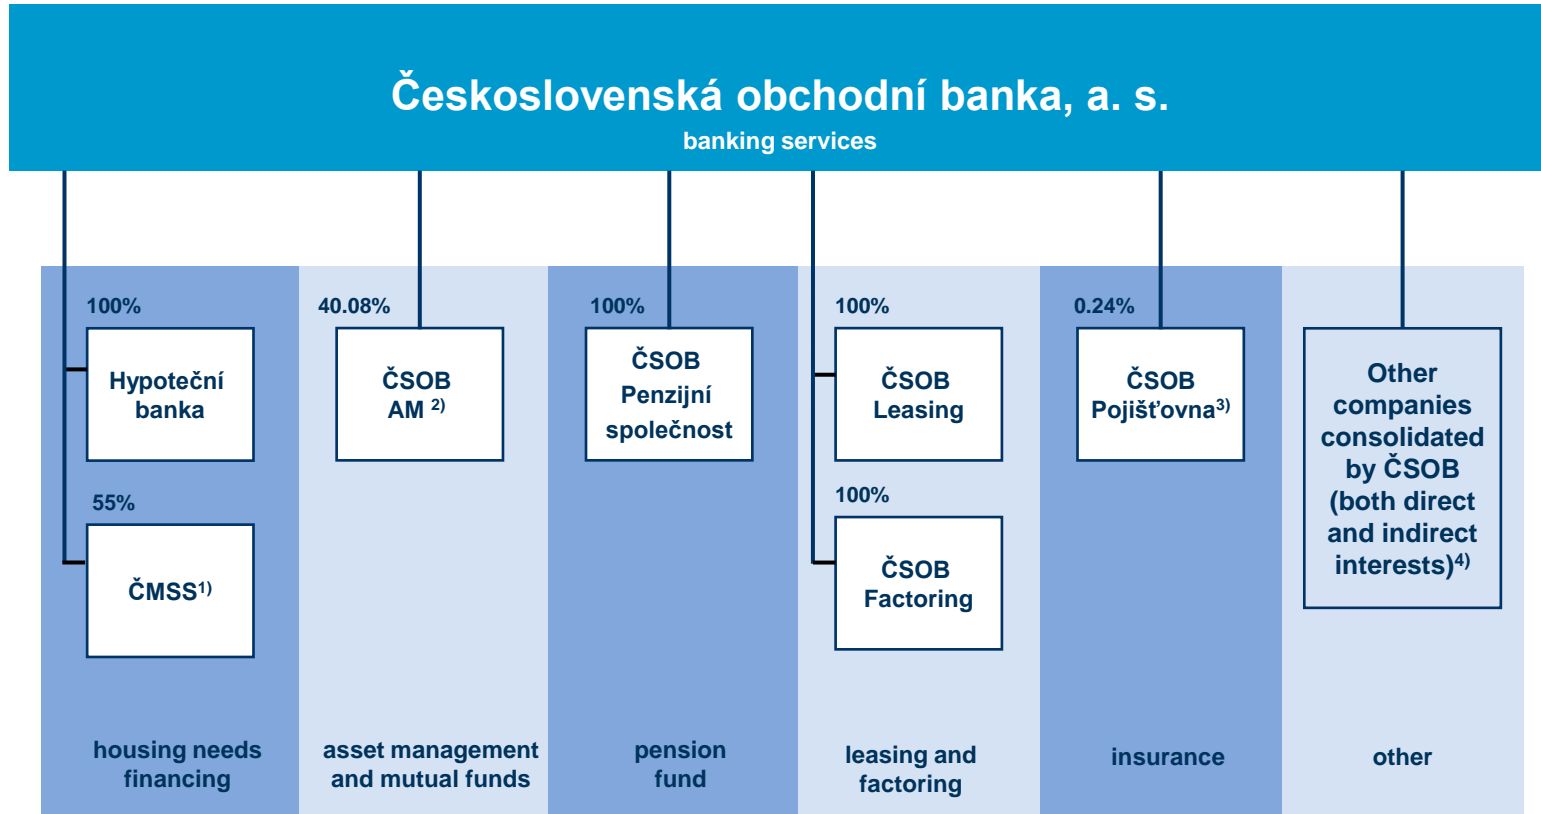 Československá obchodní banka, a. s.
banking services
100%
Hypoteční
banka
55%
ČMSS1)
housing needs
financing
40.08%
ČSOB
AM 2)
asset management
and mutual funds
100%
ČSOB
Penzijní
společnost
pension
fund
100%
ČSOB
Leasing
100%
ČSOB
Factoring
leasing and
factoring
0.24%
ČSOB
Pojišťovna3)
insurance
Other
companies
consolidated
by ČSOB
(both direct
and indirect
interests)4)
other